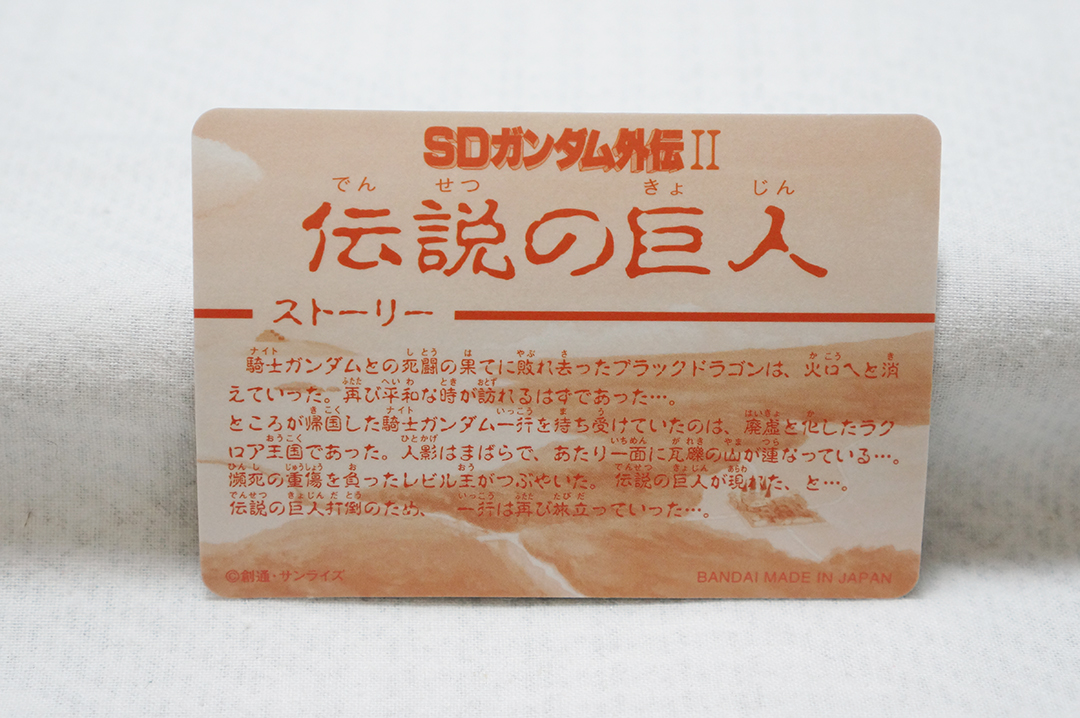 SDガンダム外伝II
でんせつ きょじん
伝説の巨人
ストーリー
騎士ガンダムとの死闘の果てに敗れ去ったブラックドラゴンは、火口へと消
えていった。再び平和な時が訪れるはずであった…。
ところが帰国した騎士ガンダム一行を待ち受けていたのは、廃虚と化したラク
ロア王国であった。人影はまばらで、あたり一面に瓦礫の山が連なっている…。
瀕死の重傷を負ったレビル王がつぶやいた。伝説の巨人が現れた、と…。
伝説の巨人打倒のため、一行は再び旅立っていった…。
©創通・サンライズ
BANDAI MADE IN JAPAN